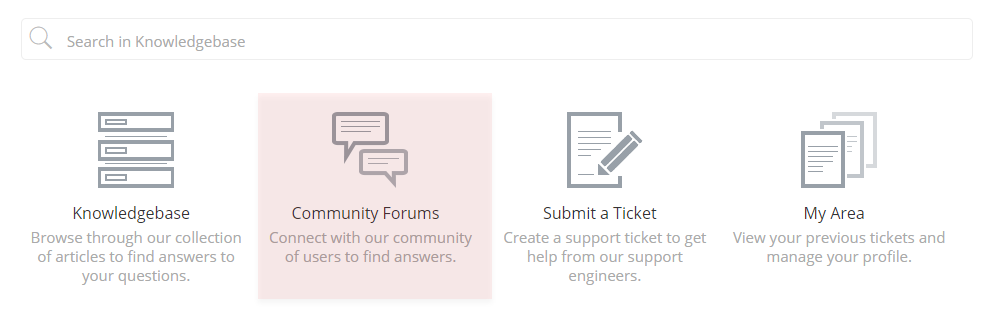 Search in Knowledgebase
Knowledgebase
Browse through our collection
of articles to find answers to
your questions.
Community Forums
Connect with our community
of users to find answers.
Submit a Ticket
Create a support ticket to get
help from our support
engineers.
My Area
View your previous tickets and
manage your profile.